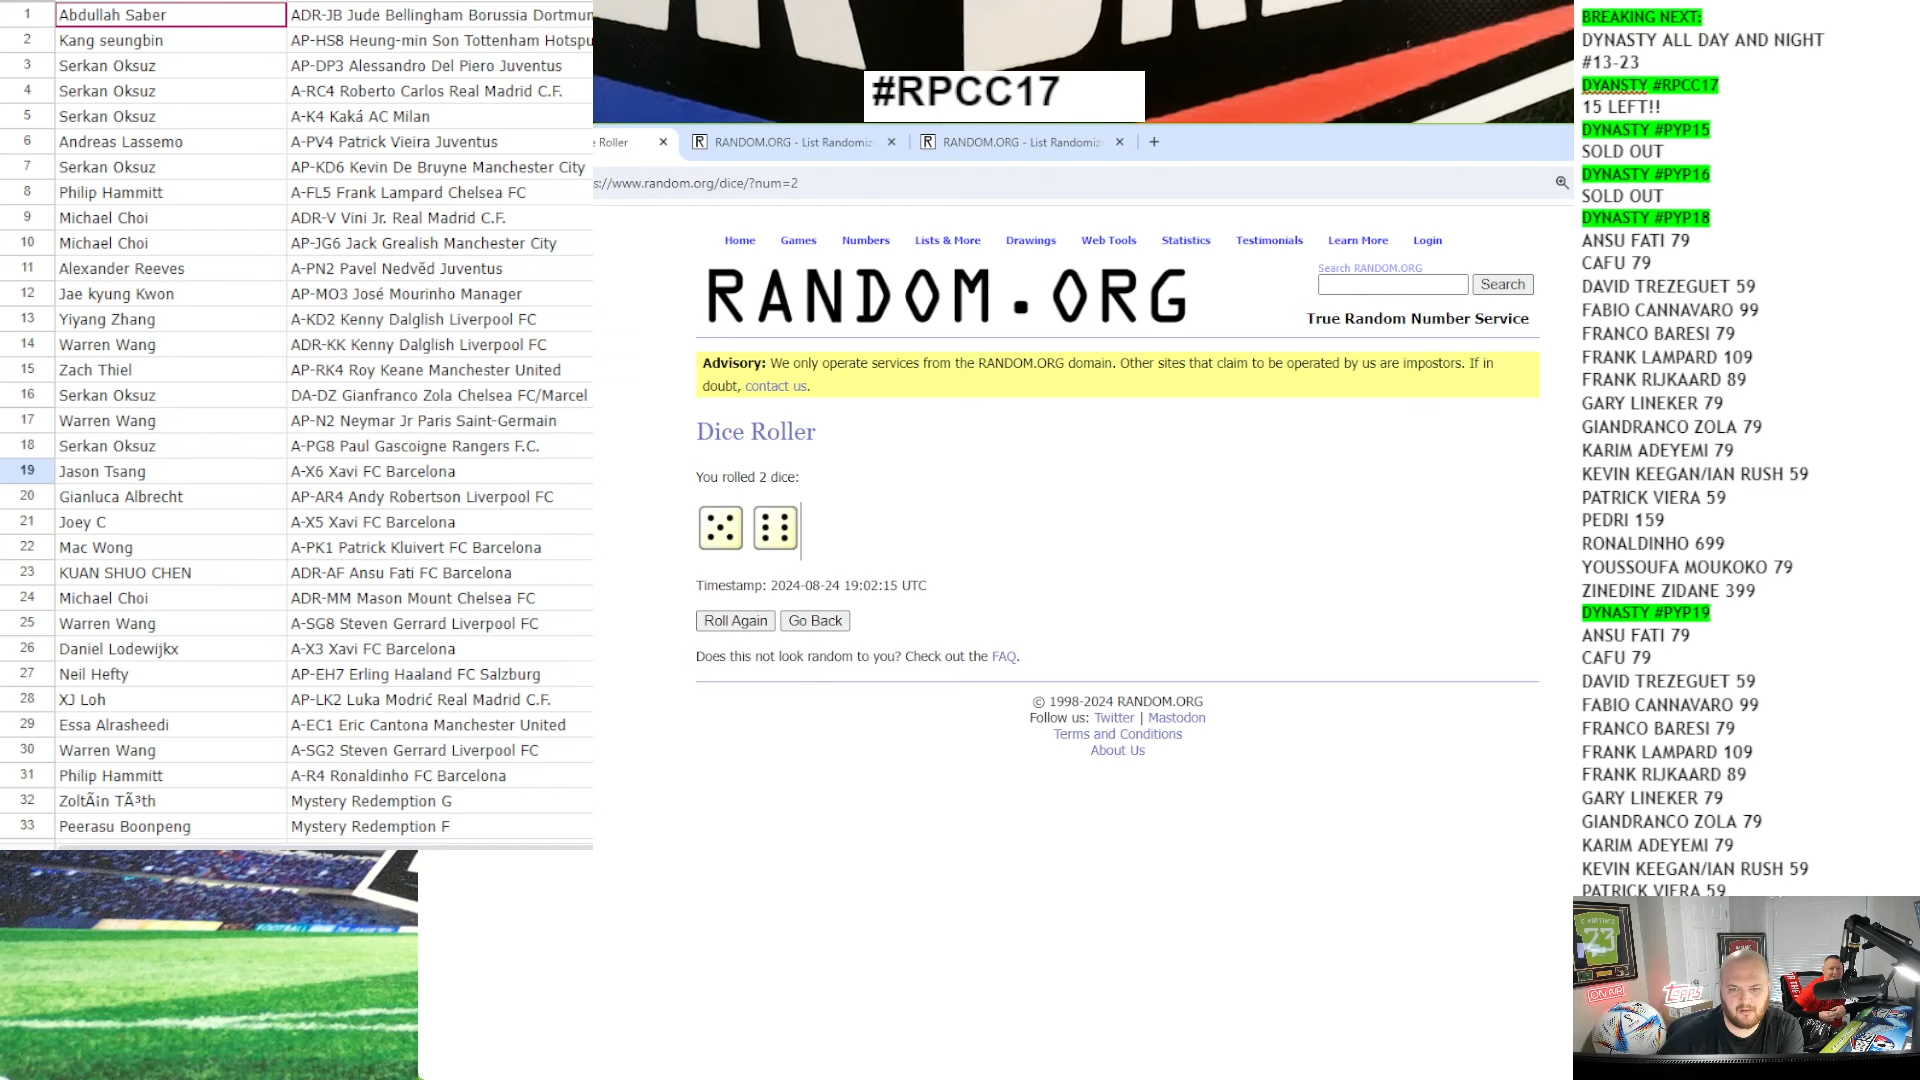 1 Abdullah Saber ADR-JB Jude Bellingham Borussia Dortmun
2 Kang seungbin AP-HS8 Heung-min Son Tottenham Hotspu
3 Serkan Oksuz AP-DP3 Alessandro Del Piero Juventus
4 Serkan Oksuz A-RC4 Roberto Carlos Real Madrid C.F.
5 Serkan Oksuz A-K4 Kaká AC Milan
6 Andreas Lassemo A-PV4 Patrick Vieira Juventus
7 Serkan Oksuz AP-KD6 Kevin De Bruyne Manchester City
8 Philip Hammitt A-FL5 Frank Lampard Chelsea FC
9 Michael Choi ADR-V Vini Jr. Real Madrid C.F.
10 Michael Choi AP-JG6 Jack Grealish Manchester City
11 Alexander Reeves A-PN2 Pavel Nedvěd Juventus
12 Jae kyung Kwon AP-MO3 José Mourinho Manager
13 Yiyang Zhang A-KD2 Kenny Dalglish Liverpool FC
14 Warren Wang ADR-KK Kenny Dalglish Liverpool FC
15 Zach Thiel AP-RK4 Roy Keane Manchester United
16 Serkan Oksuz DA-DZ Gianfranco Zola Chelsea FC/Marcel
17 Warren Wang AP-N2 Neymar Jr Paris Saint-Germain
18 Serkan Oksuz A-PG8 Paul Gascoigne Rangers F.C.
19 Jason Tsang A-X6 Xavi FC Barcelona
20 Gianluca Albrecht AP-AR4 Andy Robertson Liverpool FC
21 Joey C A-X5 Xavi FC Barcelona
22 Mac Wong A-PK1 Patrick Kluivert FC Barcelona
23 KUAN SHUO CHEN ADR-AF Ansu Fati FC Barcelona
24 Michael Choi ADR-MM Mason Mount Chelsea FC
25 Warren Wang A-SG8 Steven Gerrard Liverpool FC
26 Daniel Lodewijkx A-X3 Xavi FC Barcelona
27 Neil Hefty AP-EH7 Erling Haaland FC Salzburg
28 XJ Loh AP-LK2 Luka Modrić Real Madrid C.F.
29 Essa Alrasheedi A-EC1 Eric Cantona Manchester United
30 Warren Wang A-SG2 Steven Gerrard Liverpool FC
31 Philip Hammitt A-R4 Ronaldinho FC Barcelona
32 ZoltÃ¡n TÃ³th Mystery Redemption G
33 Peerasu Boonpeng Mystery Redemption F
#RPCC17
e Roller RANDOM.ORG - List Randomiz RANDOM.ORG - List Randomiz
s://www.random.org/dice/?num=2
Home Games Numbers Lists & More Drawings Web Tools Statistics Testimonials Learn More Login
RANDOM.ORG
Search RANDOM.ORG
Search
True Random Number Service
Advisory: We only operate services from the RANDOM.ORG domain. Other sites that claim to be operated by us are impostors. If in
doubt, contact us.
Dice Roller
You rolled 2 dice:
Timestamp: 2024-08-24 19:02:15 UTC
Roll Again Go Back
Does this not look random to you? Check out the FAQ.
© 1998-2024 RANDOM.ORG
Follow us: Twitter | Mastodon
Terms and Conditions
About Us
BREAKING NEXT:
DYNASTY ALL DAY AND NIGHT
#13-23
DYANSTY #RPCC17
15 LEFT!!
DYNASTY #PYP15
SOLD OUT
DYNASTY #PYP16
SOLD OUT
DYNASTY #PYP18
ANSU FATI 79
CAFU 79
DAVID TREZEGUET 59
FABIO CANNAVARO 99
FRANCO BARESI 79
FRANK LAMPARD 109
FRANK RIJKAARD 89
GARY LINEKER 79
GIANDRANCO ZOLA 79
KARIM ADEYEMI 79
KEVIN KEEGAN/IAN RUSH 59
PATRICK VIERA 59
PEDRI 159
RONALDINHO 699
YOUSSOUFA MOUKOKO 79
ZINEDINE ZIDANE 399
DYNASTY #PYP19
ANSU FATI 79
CAFU 79
DAVID TREZEGUET 59
FABIO CANNAVARO 99
FRANCO BARESI 79
FRANK LAMPARD 109
FRANK RIJKAARD 89
GARY LINEKER 79
GIANDRANCO ZOLA 79
KARIM ADEYEMI 79
KEVIN KEEGAN/IAN RUSH 59
PATRICK VIERA 59
23
ON AIR
TOPPS